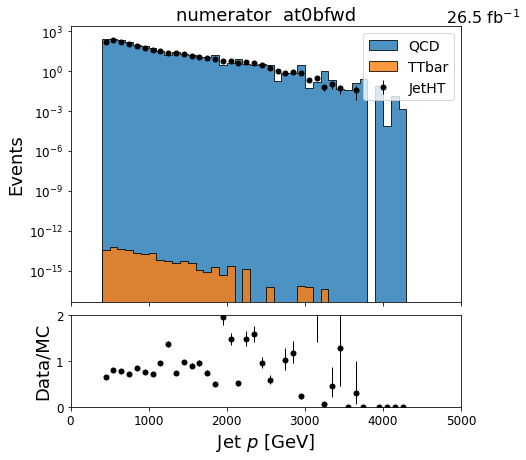 numerator at0bfwd
26.5 fb⁻¹
QCD
TTbar
JetHT
Events
10³
10⁰
10⁻³
10⁻⁶
10⁻⁹
10⁻¹²
10⁻¹⁵
Data/MC
2
1
0
0 1000 2000 3000 4000 5000
Jet p [GeV]